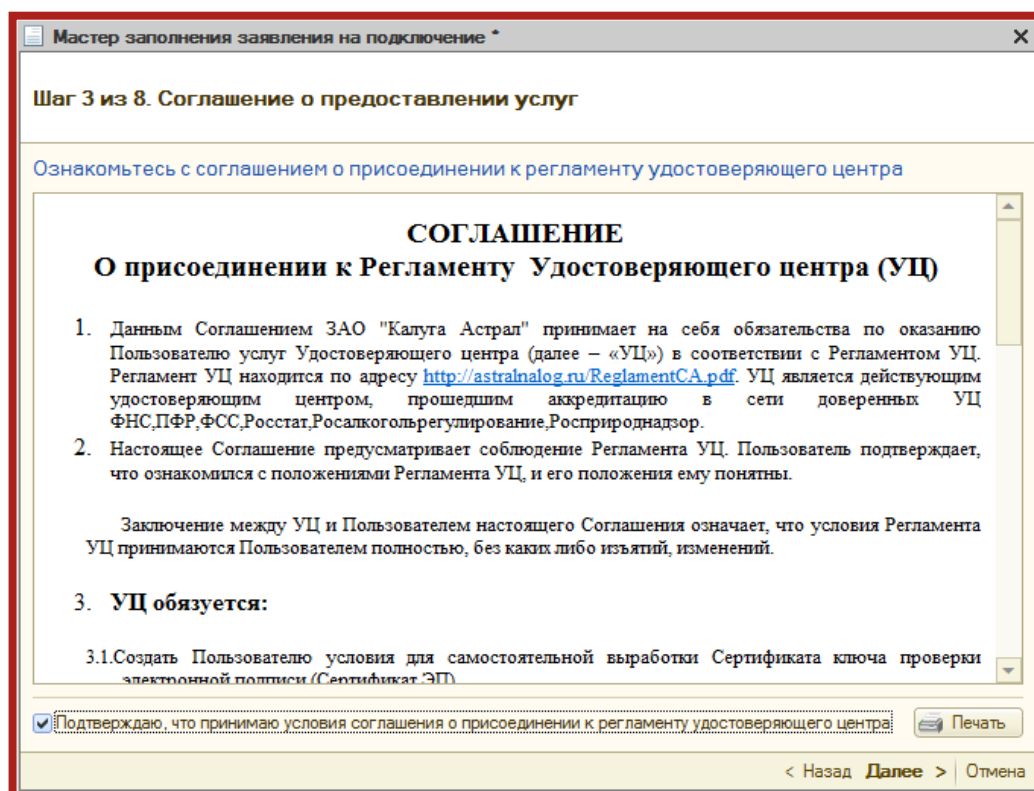 Мастер заполнения заявления на подключение *
Шаг 3 из 8. Соглашение о предоставлении услуг
Ознакомьтесь с соглашением о присоединении к регламенту удостоверяющего центра
СОГЛАШЕНИЕ
О присоединении к Регламенту Удостоверяющего центра (УЦ)
1. Данным Соглашением ЗАО "Калуга Астрал" принимает на себя обязательства по оказанию
Пользователю услуг Удостоверяющего центра (далее – «УЦ») в соответствии с Регламентом УЦ.
Регламент УЦ находится по адресу http://astralnalog.ru/ReglamentCA.pdf. УЦ является действующим
удостоверяющим центром, прошедшим аккредитацию в сети доверенных УЦ
ФНС,ПФР,ФСС,Росстат,Росалкогольрегулирование,Росприроднадзор.
2. Настоящее Соглашение предусматривает соблюдение Регламента УЦ. Пользователь подтверждает,
что ознакомился с положениями Регламента УЦ, и его положения ему понятны.
Заключение между УЦ и Пользователем настоящего Соглашения означает, что условия Регламента
УЦ принимаются Пользователем полностью, без каких либо изъятий, изменений.
3. УЦ обязуется:
3.1.Создать Пользователю условия для самостоятельной выработки Сертификата ключа проверки
электронной подписи (Сертификат ЭП)
Подтверждаю, что принимаю условия соглашения о присоединении к регламенту удостоверяющего центра
Печать
< Назад Далее > Отмена